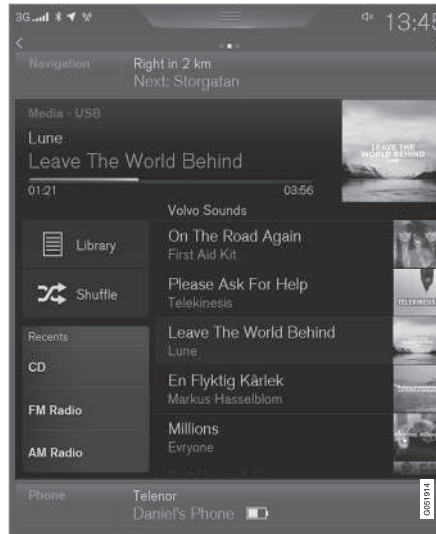 3G
13:45
Navigation
Right in 2 km
Next: Storgatan
Media - USB
Lune
Leave The World Behind
01:21
03:56
LEAVE THE
WORLD BEHIND
Volvo Sounds
Library
Shuffle
On The Road Again
First Aid Kit
Please Ask For Help
Telekinesis
TELEKINESIS
Leave The World Behind
Lune
En Flyktig Kärlek
Markus Hasselblom
Millions
Evryone
Recents
CD
FM Radio
AM Radio
Phone
Telenor
Daniel's Phone
G051914